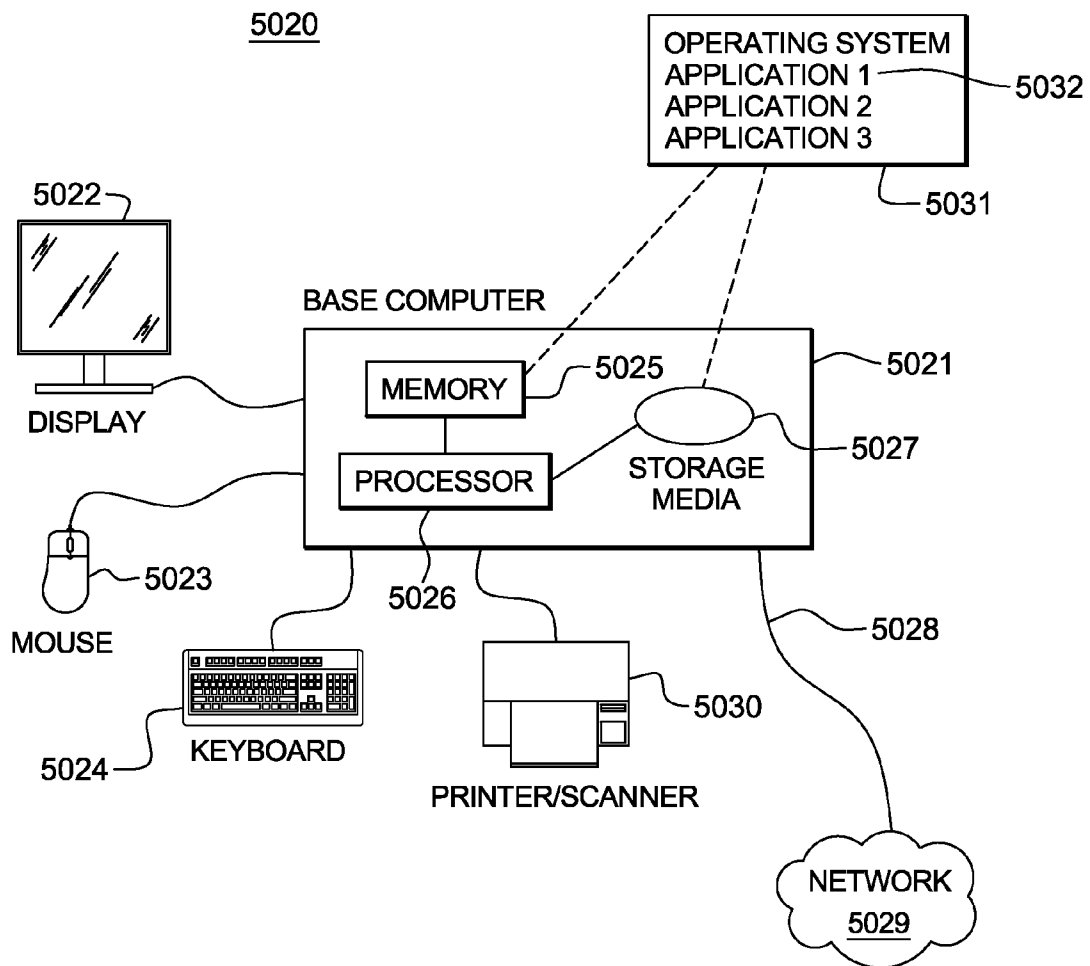 5020
OPERATING SYSTEM
APPLICATION 1
5032
APPLICATION 2
APPLICATION 3
5031
5022
DISPLAY
BASE COMPUTER
MEMORY
5025
5021
PROCESSOR
5026
5027
STORAGE
MEDIA
5023
MOUSE
5024
KEYBOARD
5030
PRINTER/SCANNER
5028
NETWORK
5029